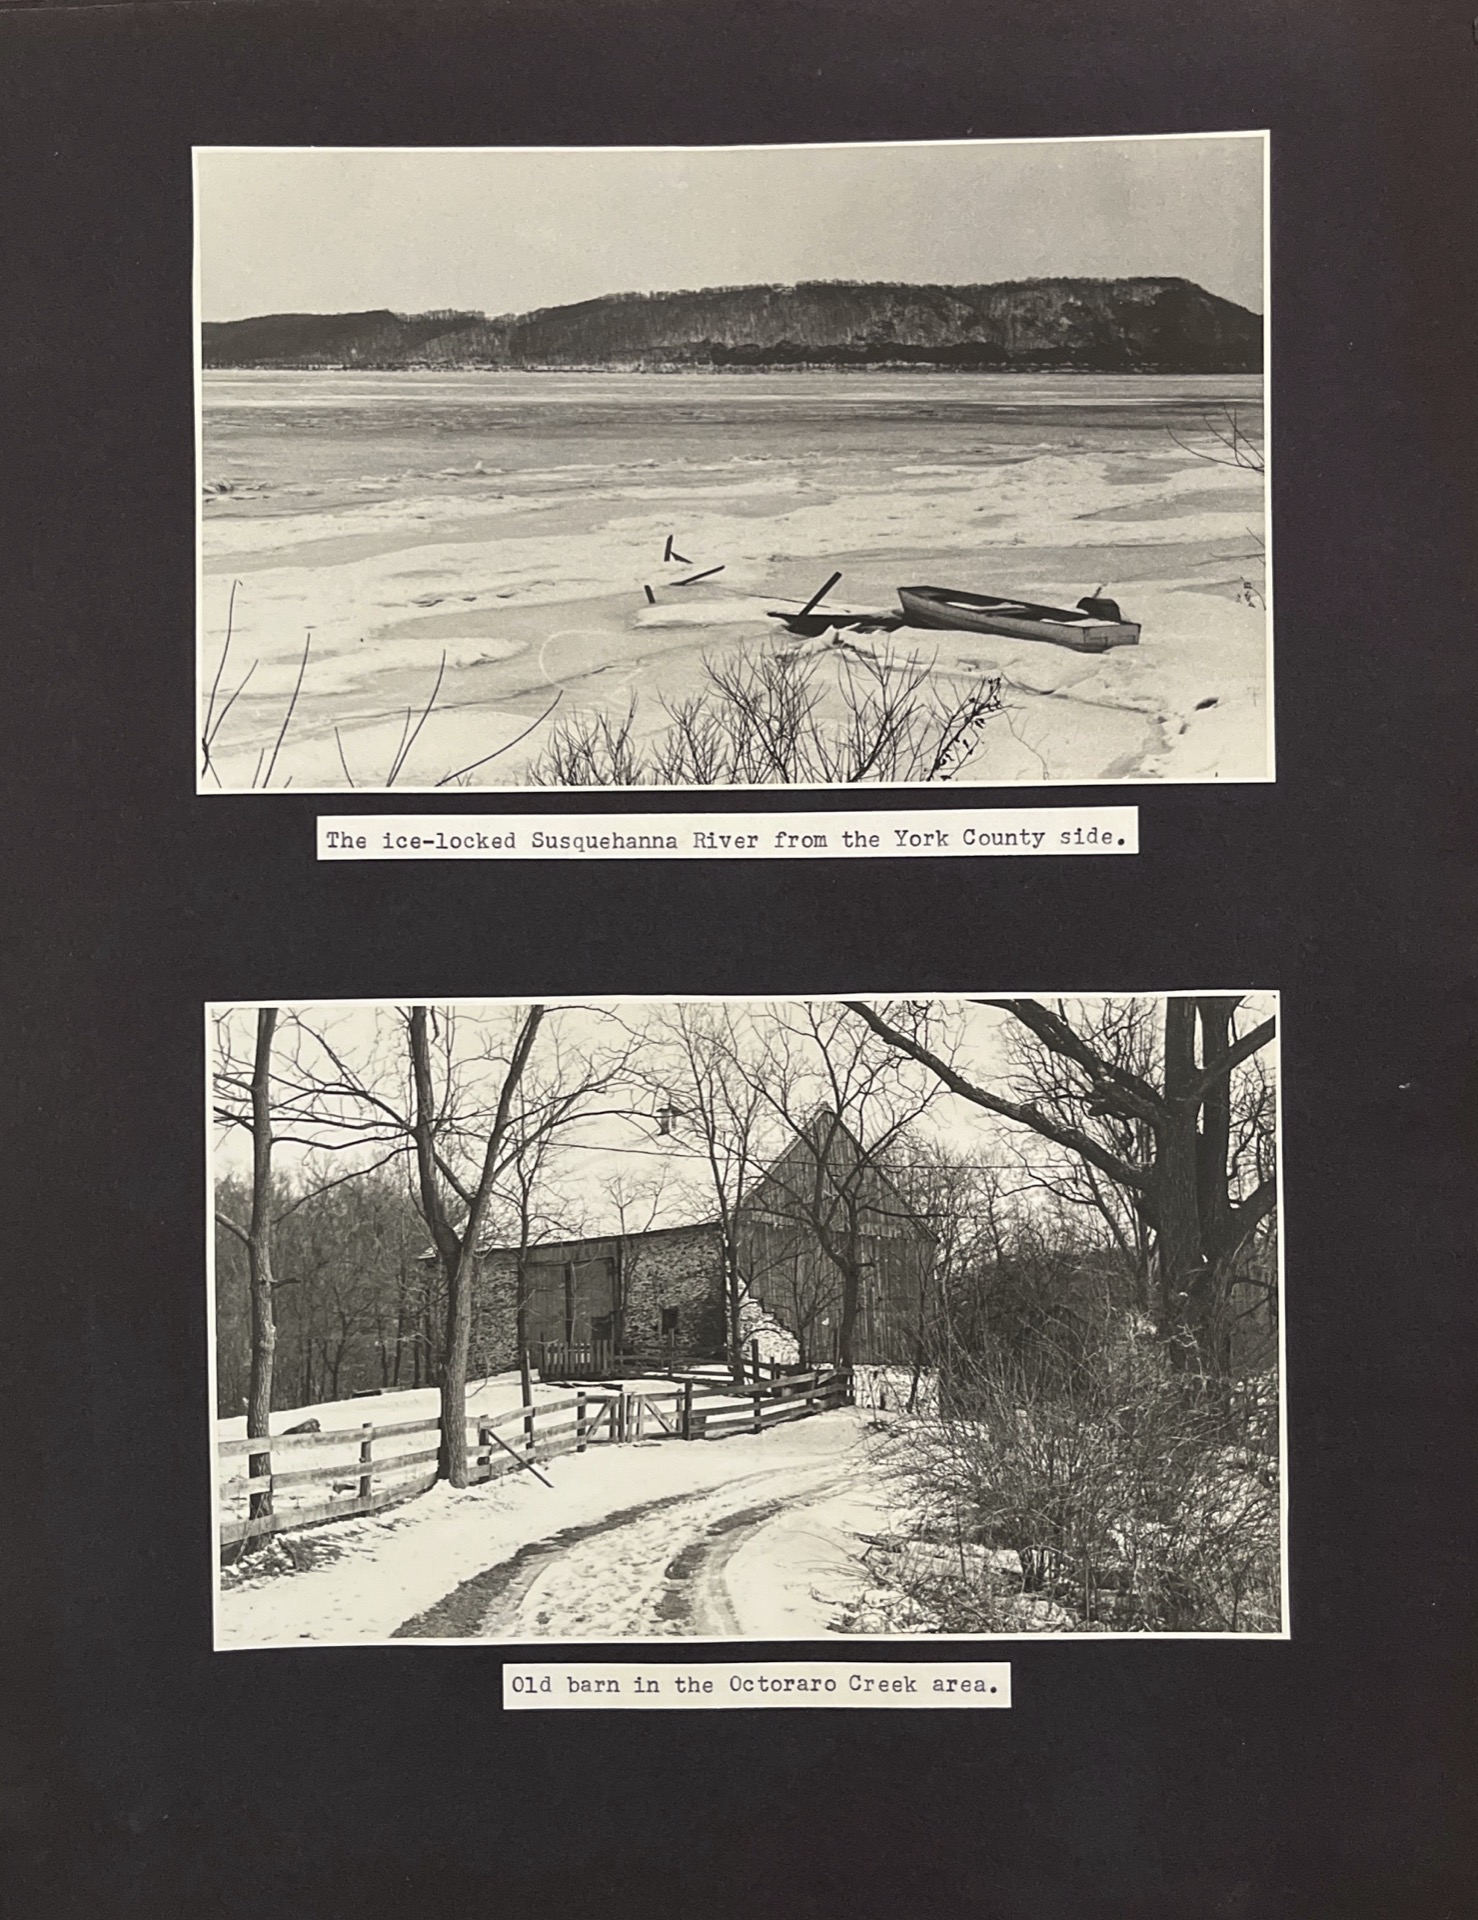 The ice-locked Susquehanna River from the York County side.
Old barn in the Octoraro Creek area.